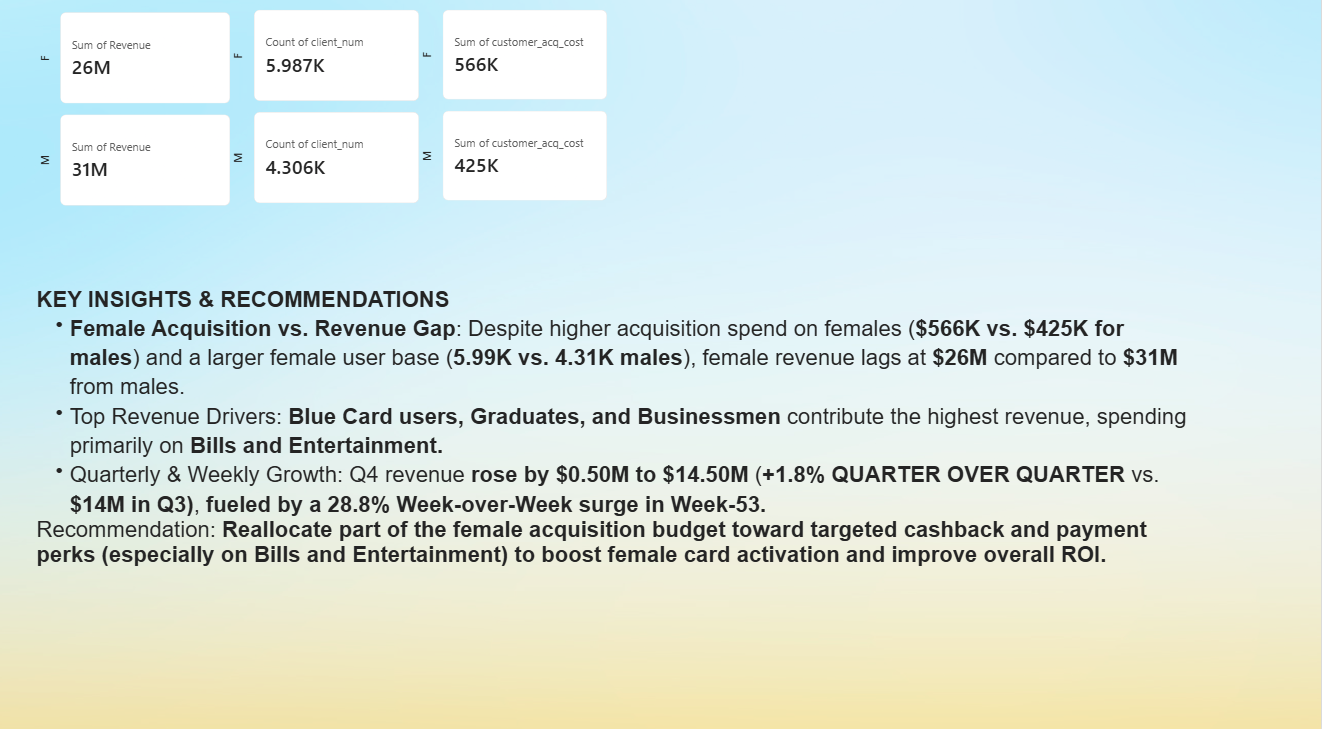 F
Sum of Revenue
26M
F
Count of client_num
5.987K
F
Sum of customer_acq_cost
566K
M
Sum of Revenue
31M
M
Count of client_num
4.306K
M
Sum of customer_acq_cost
425K
KEY INSIGHTS & RECOMMENDATIONS
• Female Acquisition vs. Revenue Gap: Despite higher acquisition spend on females ($566K vs. $425K for
males) and a larger female user base (5.99K vs. 4.31K males), female revenue lags at $26M compared to $31M
from males.
• Top Revenue Drivers: Blue Card users, Graduates, and Businessmen contribute the highest revenue, spending
primarily on Bills and Entertainment.
• Quarterly & Weekly Growth: Q4 revenue rose by $0.50M to $14.50M (+1.8% QUARTER OVER QUARTER vs.
$14M in Q3), fueled by a 28.8% Week-over-Week surge in Week-53.
Recommendation: Reallocate part of the female acquisition budget toward targeted cashback and payment
perks (especially on Bills and Entertainment) to boost female card activation and improve overall ROI.